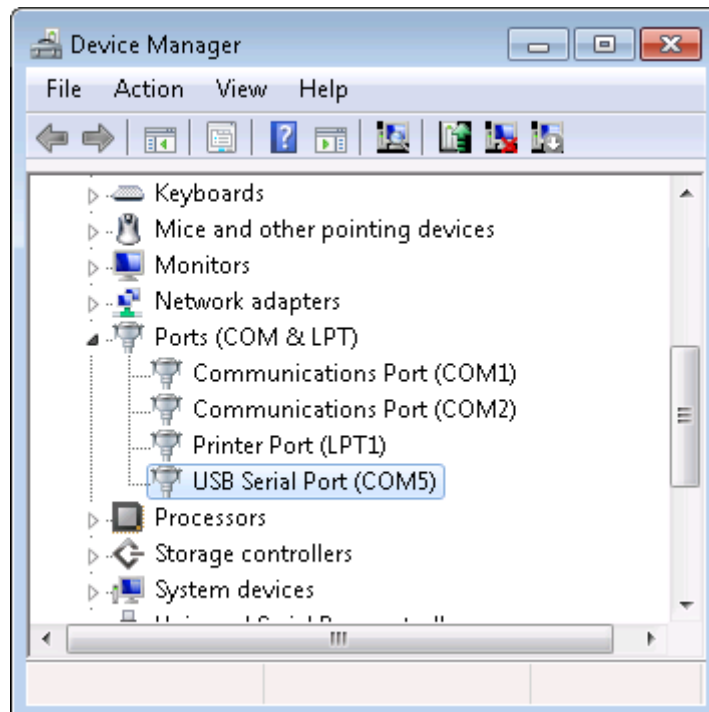 Device Manager
File Action View Help
Keyboards
Mice and other pointing devices
Monitors
Network adapters
Ports (COM & LPT)
Communications Port (COM1)
Communications Port (COM2)
Printer Port (LPT1)
USB Serial Port (COM5)
Processors
Storage controllers
System devices